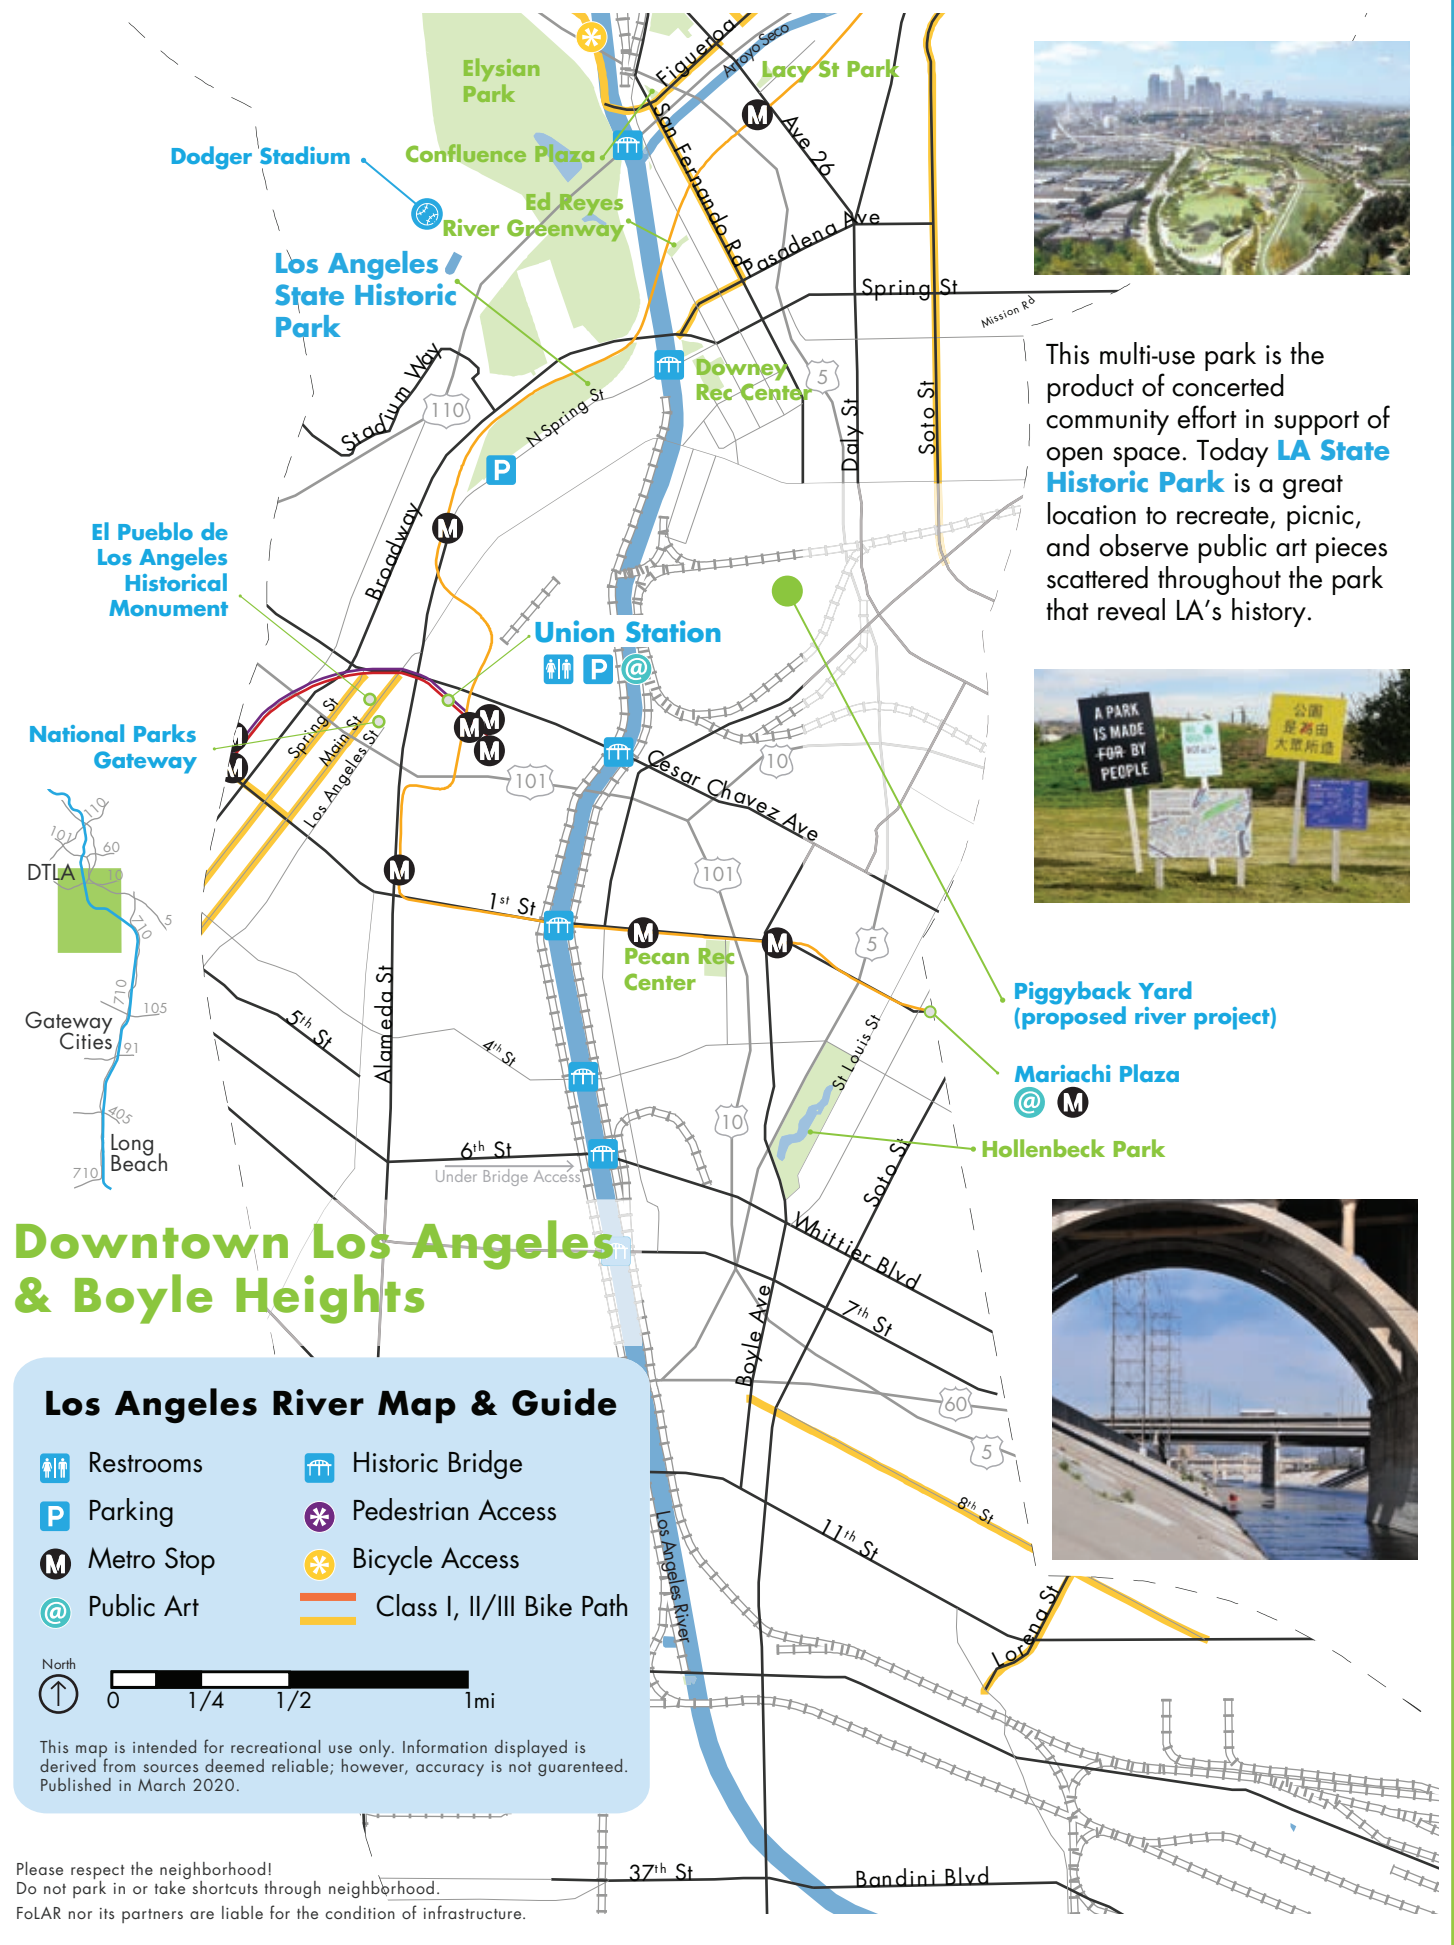 Elysian
Park
Figueroa
Arroyo Seco
Lacy St Park
M
Ave 26
Dodger Stadium
Confluence Plaza
San Fernando Rd
Ed Reyes
River Greenway
Pasadena Ave
Los Angeles
State Historic
Park
Spring St
Mission Rd
Stadium Way
110
Downey
Rec Center
5
N Spring St
Daly St
Soto St
P
This multi-use park is the
product of concerted
community effort in support of
open space. Today LA State
Historic Park is a great
location to recreate, picnic,
and observe public art pieces
scattered throughout the park
that reveal LA's history.
El Pueblo de
Los Angeles
Historical
Monument
Broadway
M
Union Station
P @
National Parks
Gateway
M
M
Spring St
Main St
Los Angeles St
M M
M
101
10
Cesar Chavez Ave
A PARK
IS MADE
FOR BY
PEOPLE
公園
是為由
大眾所造
110
101
60
DTLA
10
5
710
710
105
Gateway
Cities
91
405
Long
Beach
710
M
1st St
101
M
M
5
Pecan Rec
Center
Piggyback Yard
(proposed river project)
Alameda St
5th St
4th St
St Louis St
Mariachi Plaza
@ M
10
Hollenbeck Park
6th St
Under Bridge Access
Soto St
Whittier Blvd
Downtown Los Angeles
& Boyle Heights
7th St
Boyle Ave
60
5
8th St
11th St
Lorena St
Los Angeles River
Los Angeles River Map & Guide
Restrooms
Historic Bridge
P Parking
Pedestrian Access
M Metro Stop
Bicycle Access
@ Public Art
Class I, II/III Bike Path
North
0 1/4 1/2 1mi
This map is intended for recreational use only. Information displayed is
derived from sources deemed reliable; however, accuracy is not guarenteed.
Published in March 2020.
37th St
Bandini Blvd
Please respect the neighborhood!
Do not park in or take shortcuts through neighborhood.
FoLAR nor its partners are liable for the condition of infrastructure.